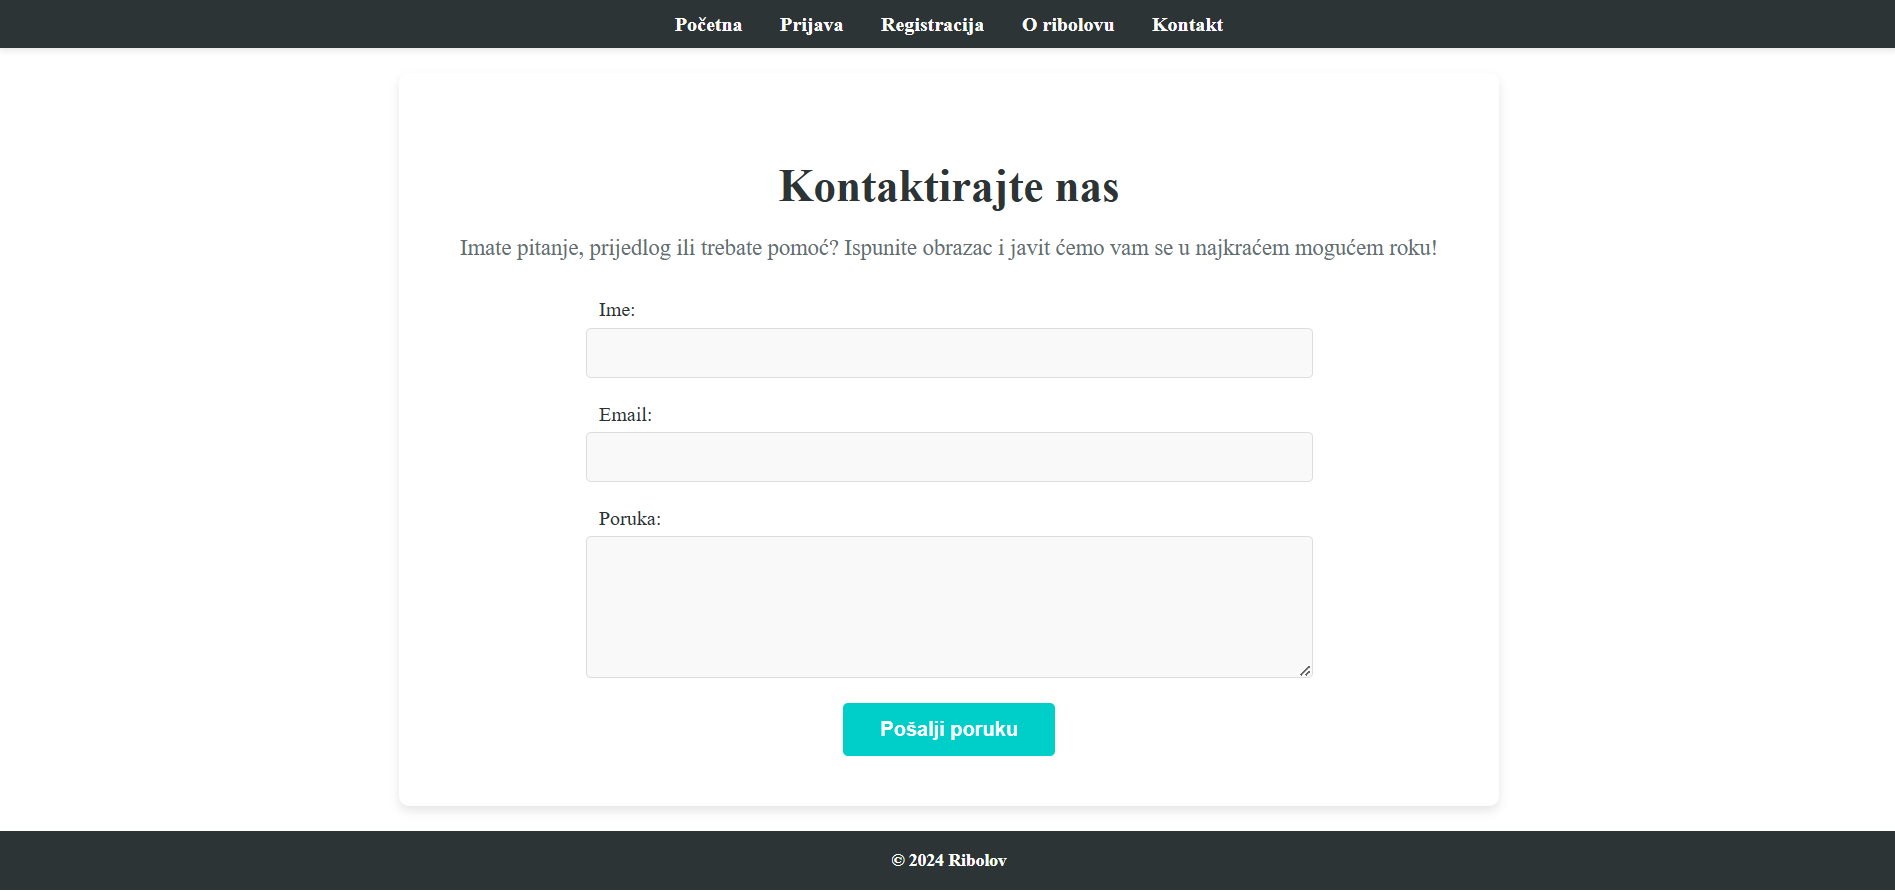 Početna Prijava Registracija O ribolovu Kontakt
Kontaktirajte nas
Imate pitanje, prijedlog ili trebate pomoć? Ispunite obrazac i javit ćemo vam se u najkraćem mogućem roku!
Ime:
Email:
Poruka:
Pošalji poruku
© 2024 Ribolov